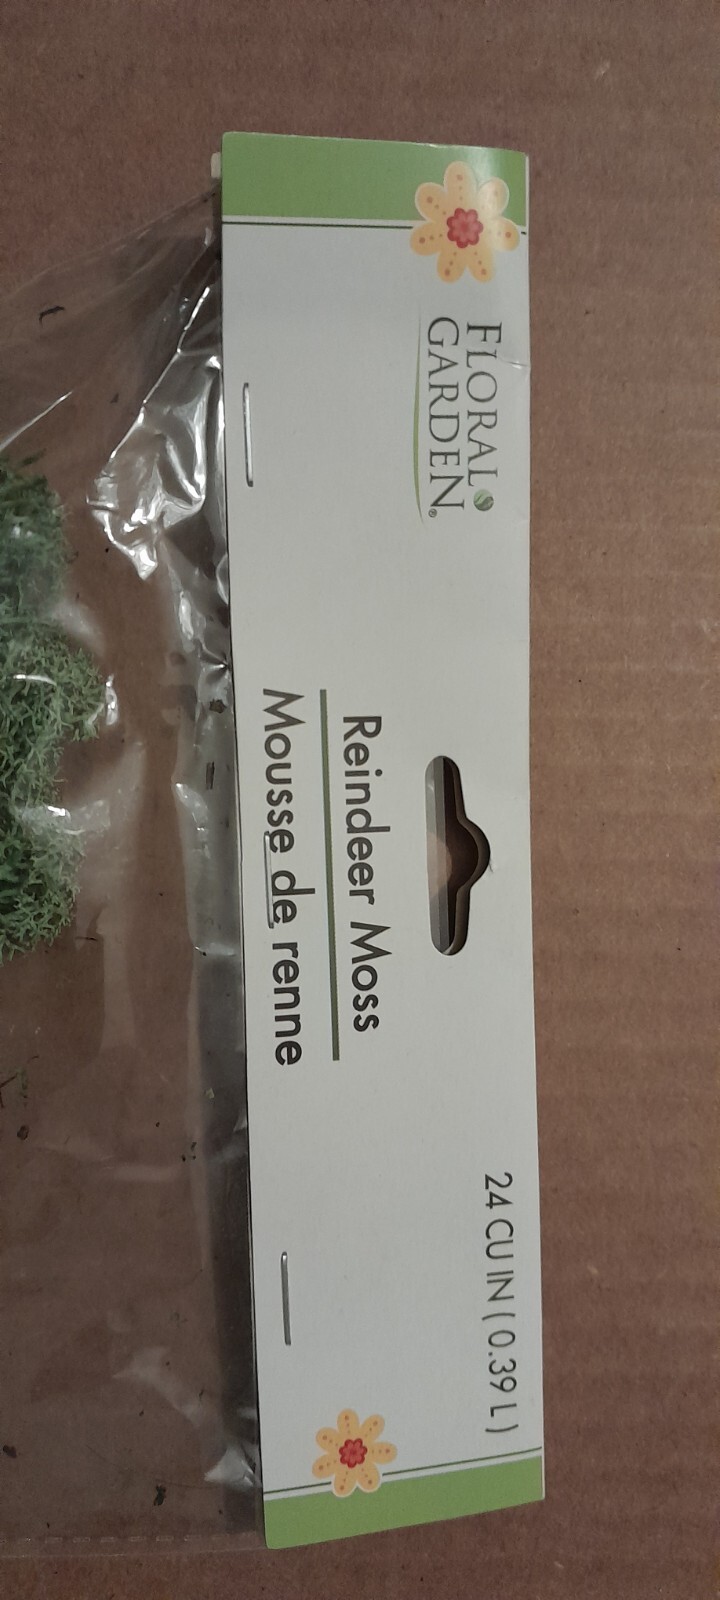 FLORAL
GARDEN®
Reindeer Moss
Mousse de renne
24 CU IN ( 0.39 L )